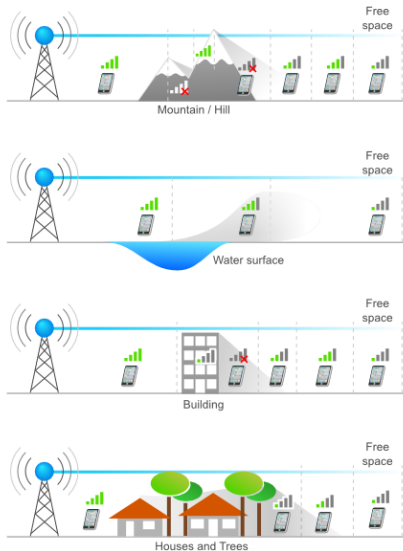 Free
space
Mountain / Hill
Free
space
Water surface
Free
space
Building
Free
space
Houses and Trees